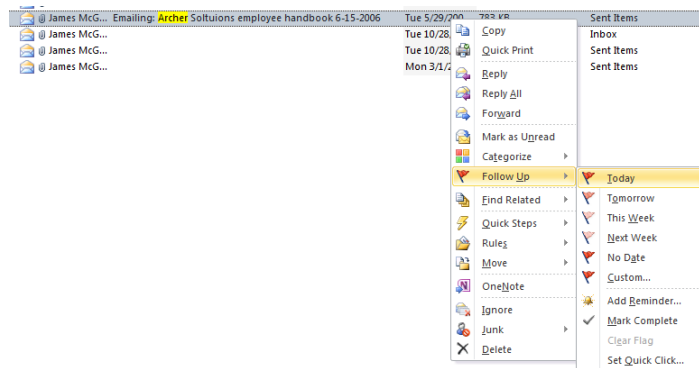 James McG... Emailing: Archer Soltuions employee handbook 6-15-2006 Tue 5/29/200 783 KB Sent Items
James McG... Tue 10/28 Inbox
James McG... Tue 10/28 Sent Items
James McG... Mon 3/1/2 Sent Items
Copy
Quick Print
Reply
Reply All
Forward
Mark as Unread
Categorize
Follow Up
Find Related
Quick Steps
Rules
Move
OneNote
Ignore
Junk
Delete
Today
Tomorrow
This Week
Next Week
No Date
Custom...
Add Reminder...
Mark Complete
Clear Flag
Set Quick Click...